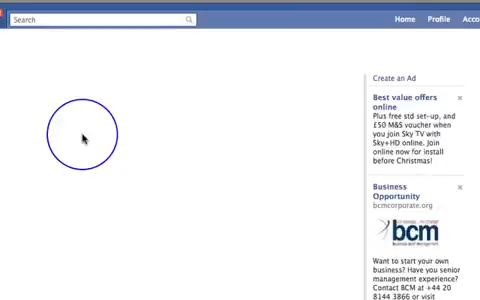 Search
Home Profile Acco
Create an Ad
Best value offers
online
Plus free std set-up, and
£50 M&S voucher when
you join Sky TV with
Sky+HD online. Join
online now for install
before Christmas!
Business
Opportunity
bcmcorporate.org
bcm
Want to start your own
business? Have you senior
management experience?
Contact BCM at +44 20
8144 3866 or visit